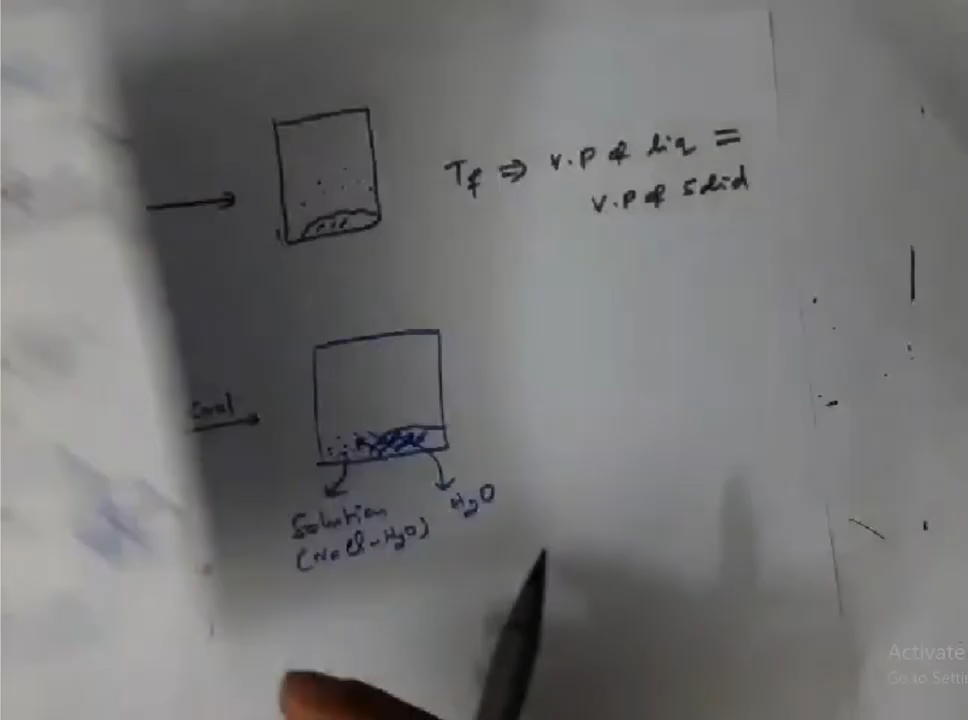 Tf ⇒ V.P of liq =
V.P of Solid
Cool
Solution
(NaCl-H2O)
H2O
Activate
Go to Setti